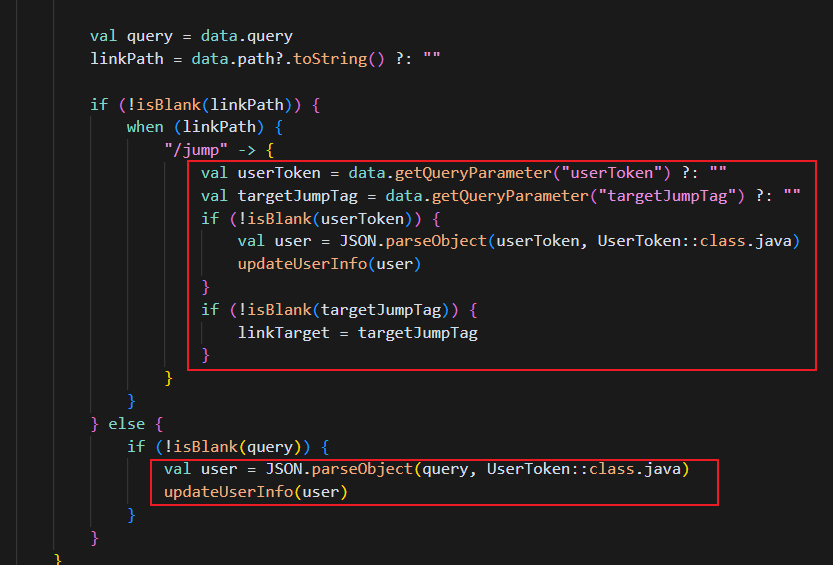 val query = data.query
linkPath = data.path?.toString() ?: ""
if (!isBlank(linkPath)) {
when (linkPath) {
"/jump" -> {
val userToken = data.getQueryParameter("userToken") ?: ""
val targetJumpTag = data.getQueryParameter("targetJumpTag") ?: ""
if (!isBlank(userToken)) {
val user = JSON.parseObject(userToken, UserToken::class.java)
updateUserInfo(user)
}
if (!isBlank(targetJumpTag)) {
linkTarget = targetJumpTag
}
}
}
} else {
if (!isBlank(query)) {
val user = JSON.parseObject(query, UserToken::class.java)
updateUserInfo(user)
}
}
}